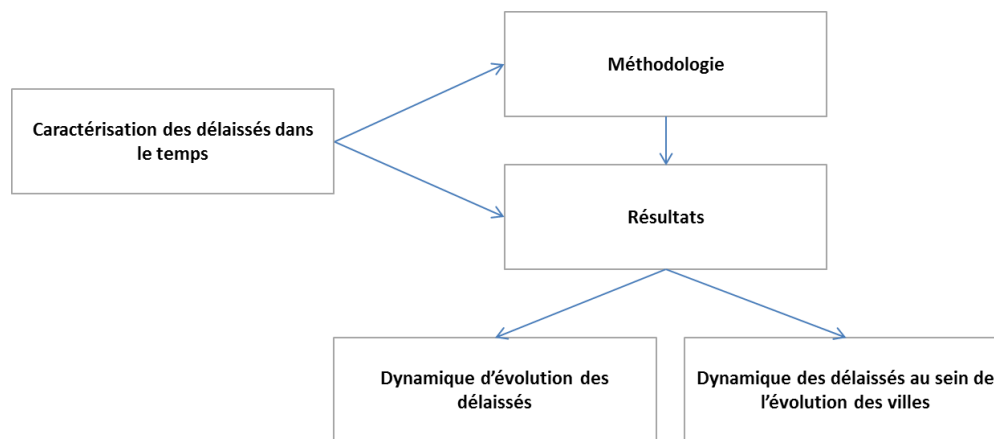 Méthodologie
Caractérisation des délaissés dans
le temps
Résultats
Dynamique d’évolution des
délaissés
Dynamique des délaissés au sein de
l’évolution des villes